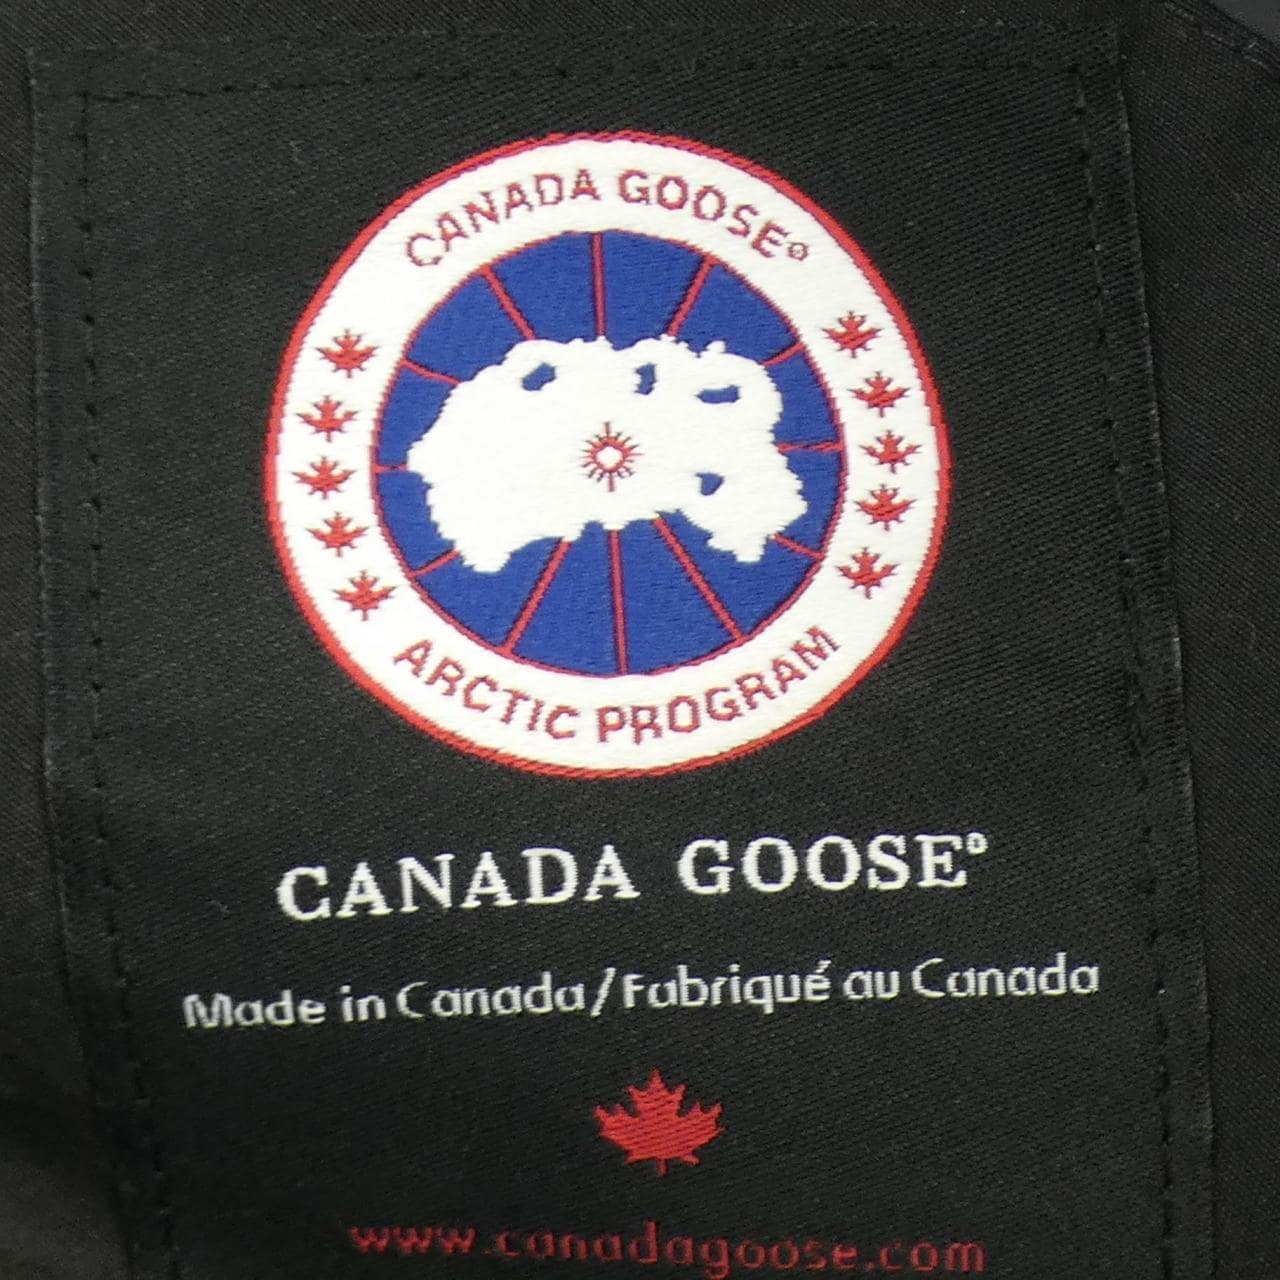 CANADA GOOSE®
ARCTIC PROGRAM
CANADA GOOSE®
Made in Canada/Fabriqué au Canada
www.canadagoose.com